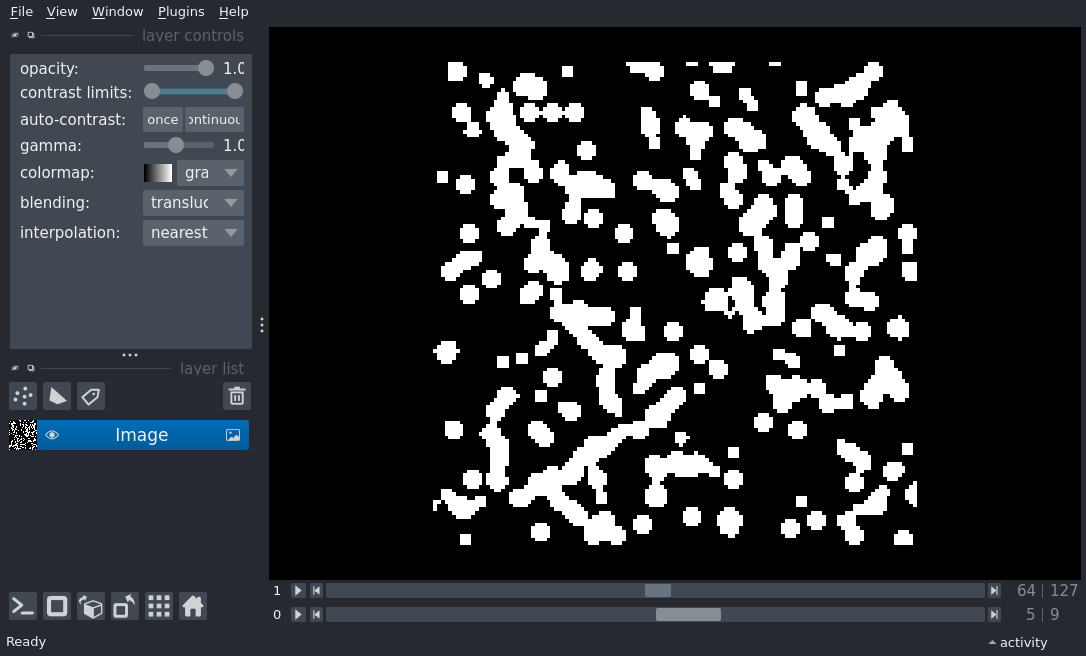 File View Window Plugins Help
layer controls
opacity: 1.0
contrast limits:
auto-contrast: once ontinuou
gamma: 1.0
colormap: gra
blending: transluc
interpolation: nearest
layer list
Image
1 64 | 127
0 5 | 9
Ready activity